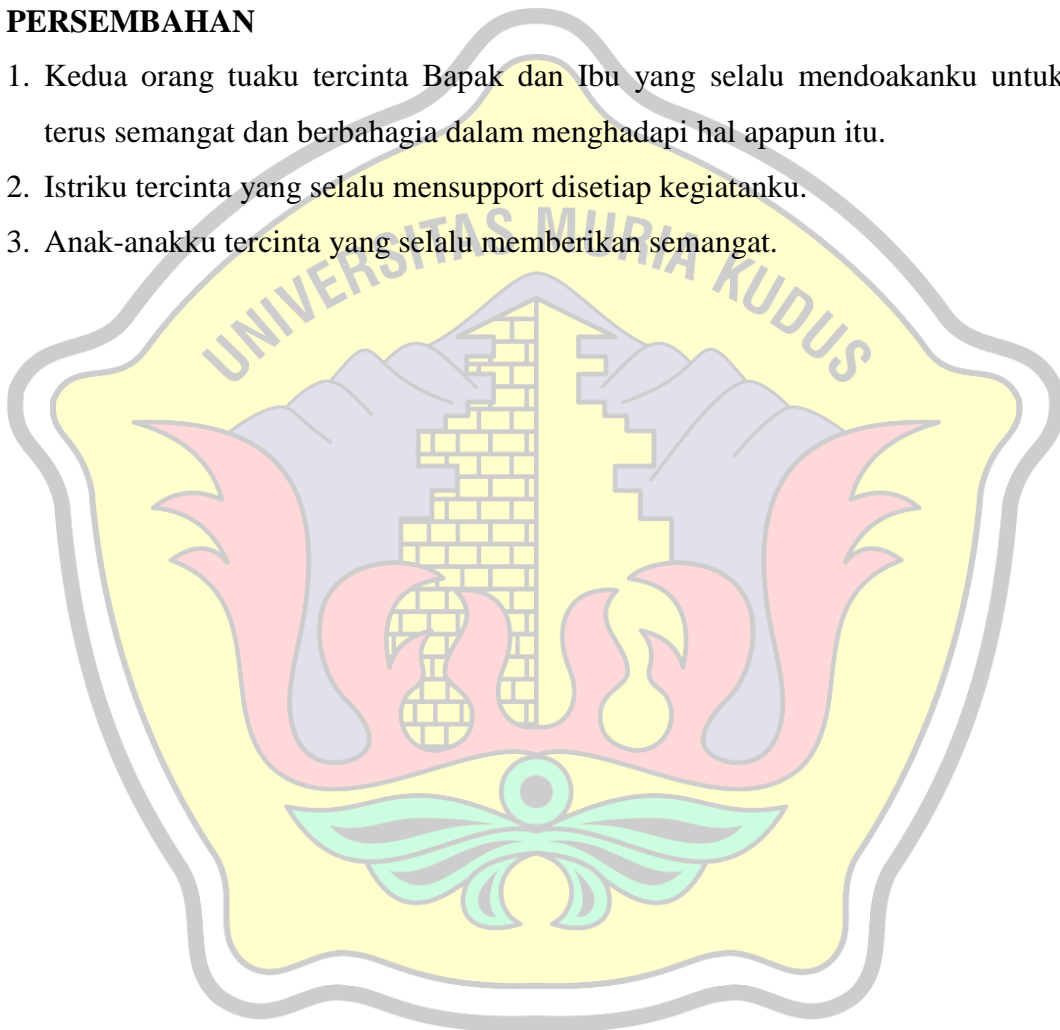 PERSEMBAHAN
1. Kedua orang tuaku tercinta Bapak dan Ibu yang selalu mendoakanku untuk
terus semangat dan berbahagia dalam menghadapi hal apapun itu.
2. Istriku tercinta yang selalu mensupport disetiap kegiatanku.
3. Anak-anakku tercinta yang selalu memberikan semangat.
UNIVERSITAS MURIA KUDUS